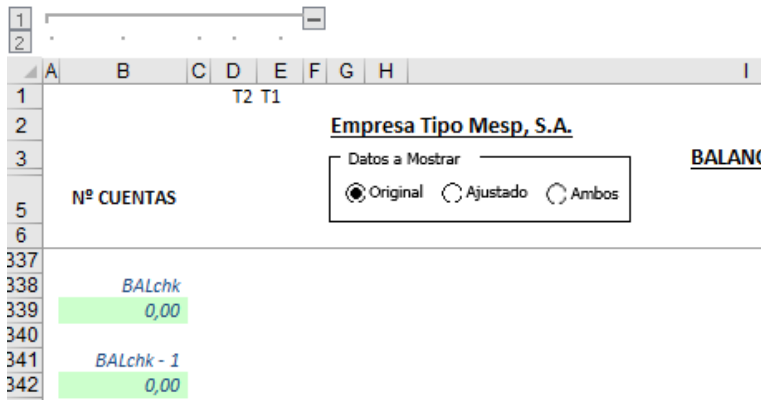 1
2
A B C D E F G H I
1 T2 T1
2 Empresa Tipo Mesp, S.A.
3 Datos a Mostrar BALANC
5 Nº CUENTAS Original Ajustado Ambos
6
337
338 BALchk
339 0,00
340
341 BALchk - 1
342 0,00